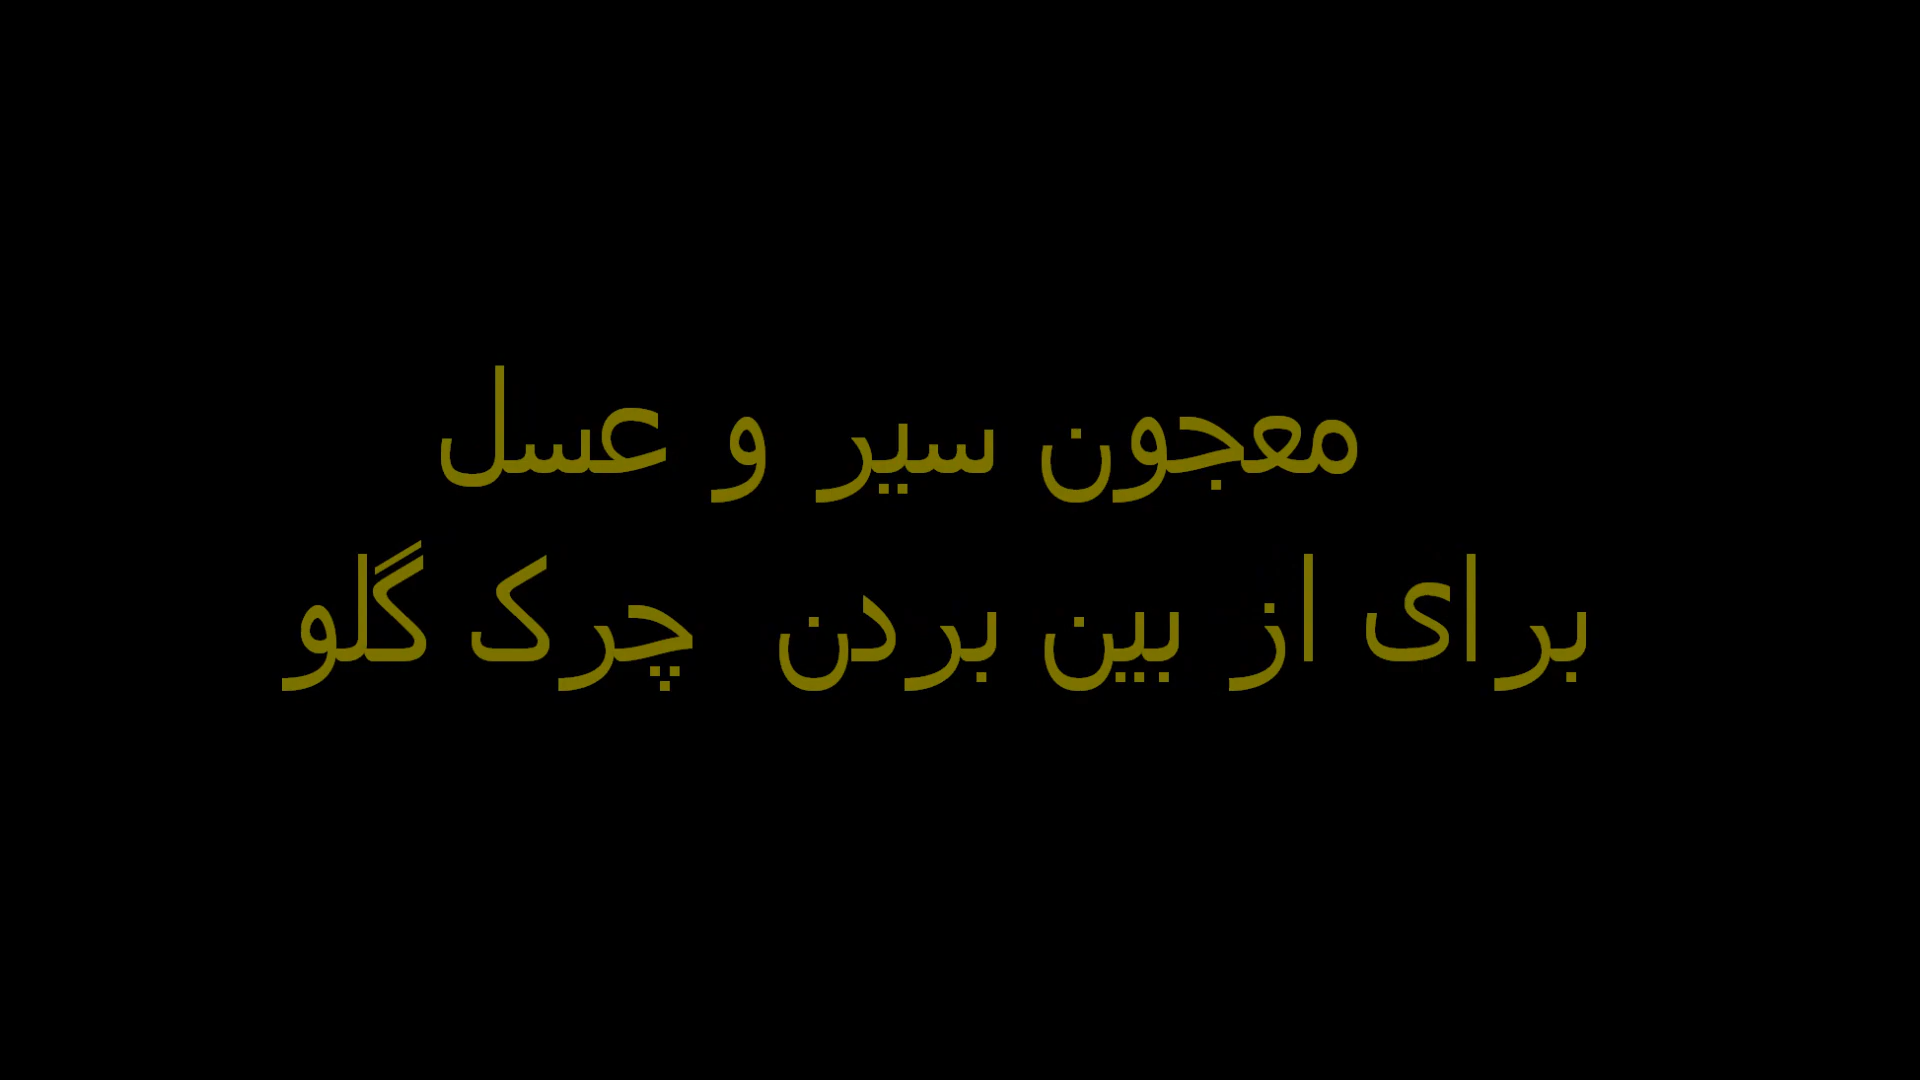 معجون سیر و عسل
برای از بین بردن چرک گلو